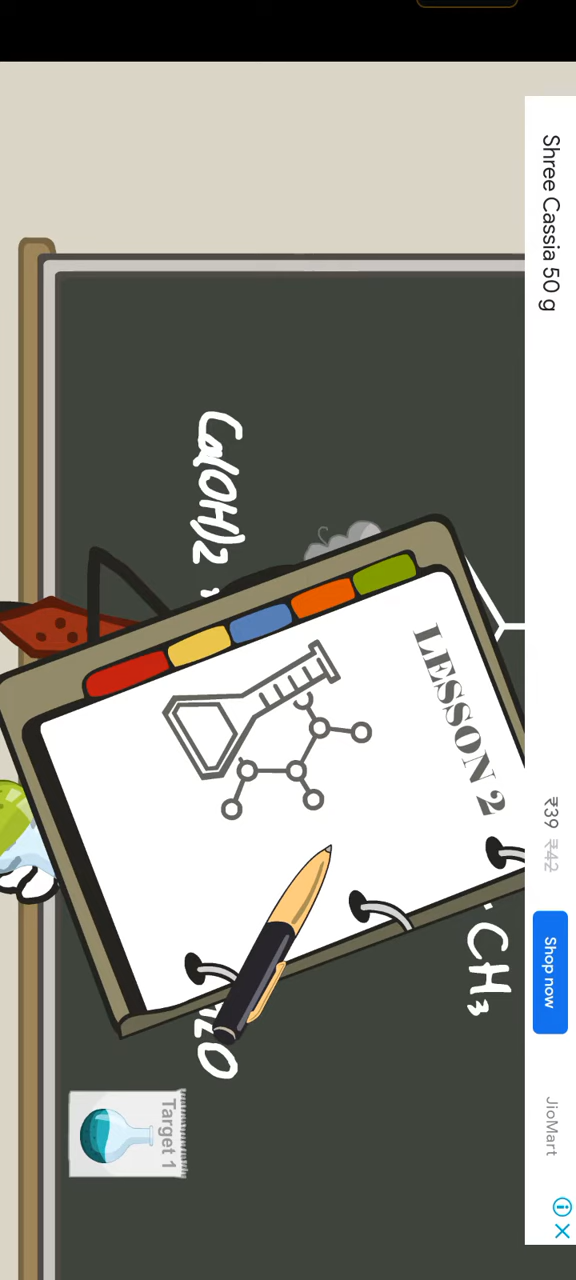 Shree Cassia 50 g
₹39 ₹42
Shop now
JioMart
LESSON 2
CH₃
Ca(OH)2
Target 1